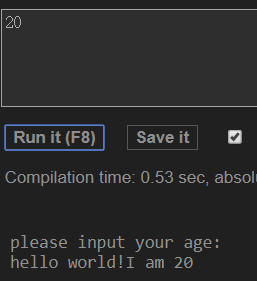 20
Run it (F8) Save it
Compilation time: 0.53 sec, absolu
please input your age:
hello world!I am 20